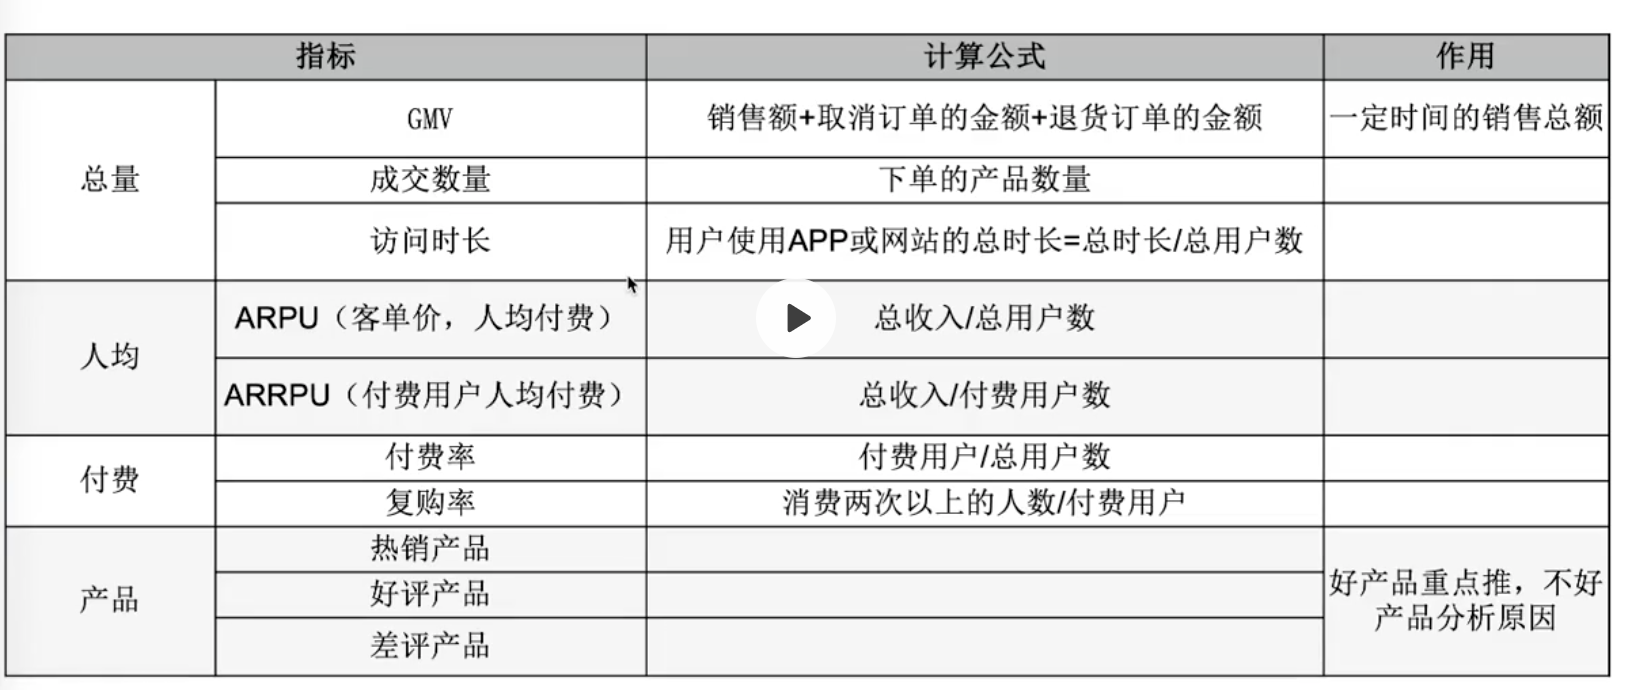 指标 计算公式 作用
总量
GMV 销售额+取消订单的金额+退货订单的金额 一定时间的销售总额
成交数量 下单的产品数量
访问时长 用户使用APP或网站的总时长=总时长/总用户数
人均
ARPU（客单价，人均付费） 总收入/总用户数
ARRPU（付费用户人均付费） 总收入/付费用户数
付费
付费率 付费用户/总用户数
复购率 消费两次以上的人数/付费用户
产品
热销产品
好评产品
差评产品
好产品重点推，不好
产品分析原因